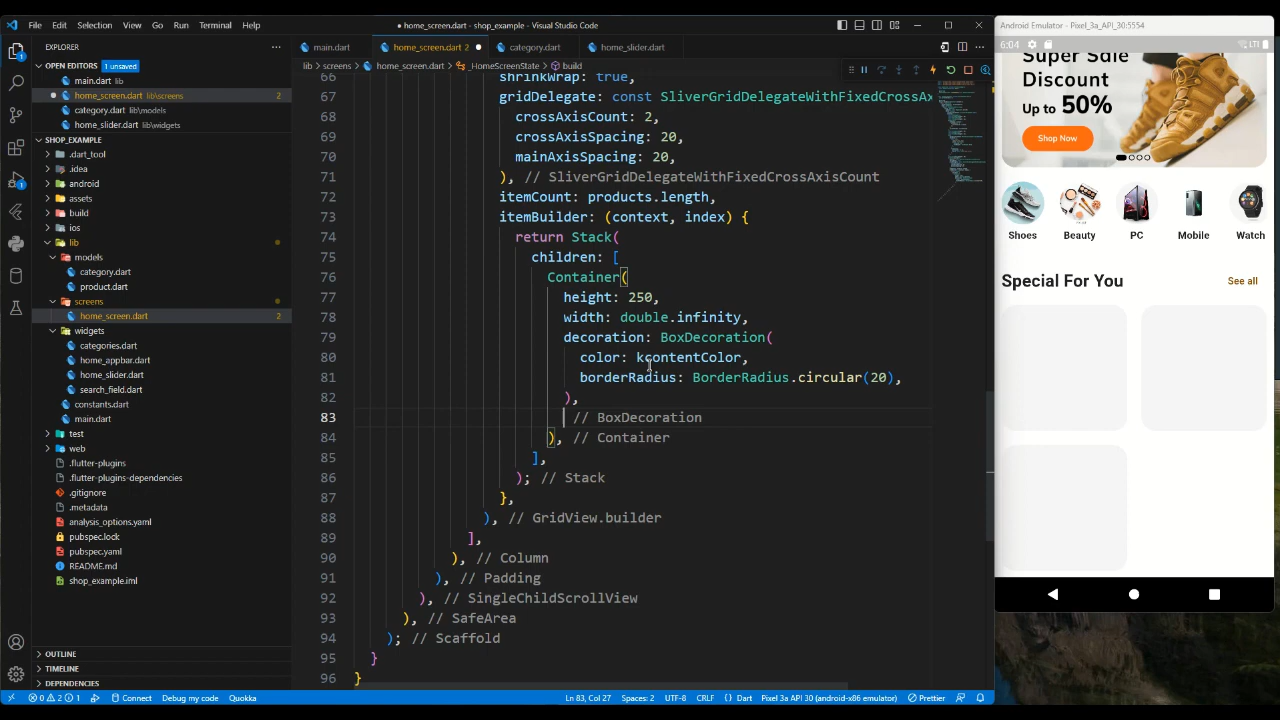 File Edit Selection View Go Run Terminal Help
● home_screen.dart - shop_example - Visual Studio Code
EXPLORER
OPEN EDITORS 1 unsaved
main.dart lib
home_screen.dart lib\screens 2
category.dart lib\models
home_slider.dart lib\widgets
SHOP_EXAMPLE
.dart_tool
.idea
android
assets
build
ios
lib
models
category.dart
product.dart
screens
home_screen.dart 2
widgets
categories.dart
home_appbar.dart
home_slider.dart
search_field.dart
constants.dart
main.dart
test
web
.flutter-plugins
.flutter-plugins-dependencies
.gitignore
.metadata
analysis_options.yaml
pubspec.lock
pubspec.yaml
README.md
shop_example.iml
OUTLINE
TIMELINE
DEPENDENCIES
main.dart home_screen.dart 2 category.dart home_slider.dart
lib > screens > home_screen.dart > _HomeScreenState > build
66 shrinkWrap: true,
67 gridDelegate: const SliverGridDelegateWithFixedCrossAx
68 crossAxisCount: 2,
69 crossAxisSpacing: 20,
70 mainAxisSpacing: 20,
71 ), // SliverGridDelegateWithFixedCrossAxisCount
72 itemCount: products.length,
73 itemBuilder: (context, index) {
74 return Stack(
75 children: [
76 Container(
77 height: 250,
78 width: double.infinity,
79 decoration: BoxDecoration(
80 color: kcontentColor,
81 borderRadius: BorderRadius.circular(20),
82 ),
83 // BoxDecoration
84 ), // Container
85 ],
86 ); // Stack
87 },
88 ), // GridView.builder
89 ],
90 ), // Column
91 ), // Padding
92 ), // SingleChildScrollView
93 ), // SafeArea
94 ); // Scaffold
95 }
96 }
0 2 1 Connect Debug my code Quokka Ln 83, Col 27 Spaces: 2 UTF-8 CRLF {} Dart Pixel 3a API 30 (android-x86 emulator) Prettier
Android Emulator - Pixel_3a_API_30:5554
6:04 LTE
Super Sale
Discount
Up to 50%
Shop Now
Shoes Beauty PC Mobile Watch
Special For You See all